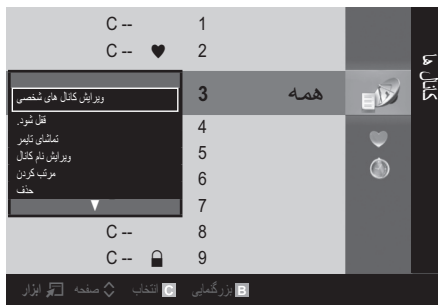 کانال ها
1 C --
2 ♥ C --
3 همه
ویرایش کانال های شخصی
قفل شود.
4
تماشای تایمر
5
ویرایش نام کانال
6
مرتب کردن
حذف
7
▼
8 C --
9 C --
B بزرگنمایی C انتخاب صفحه ابزار